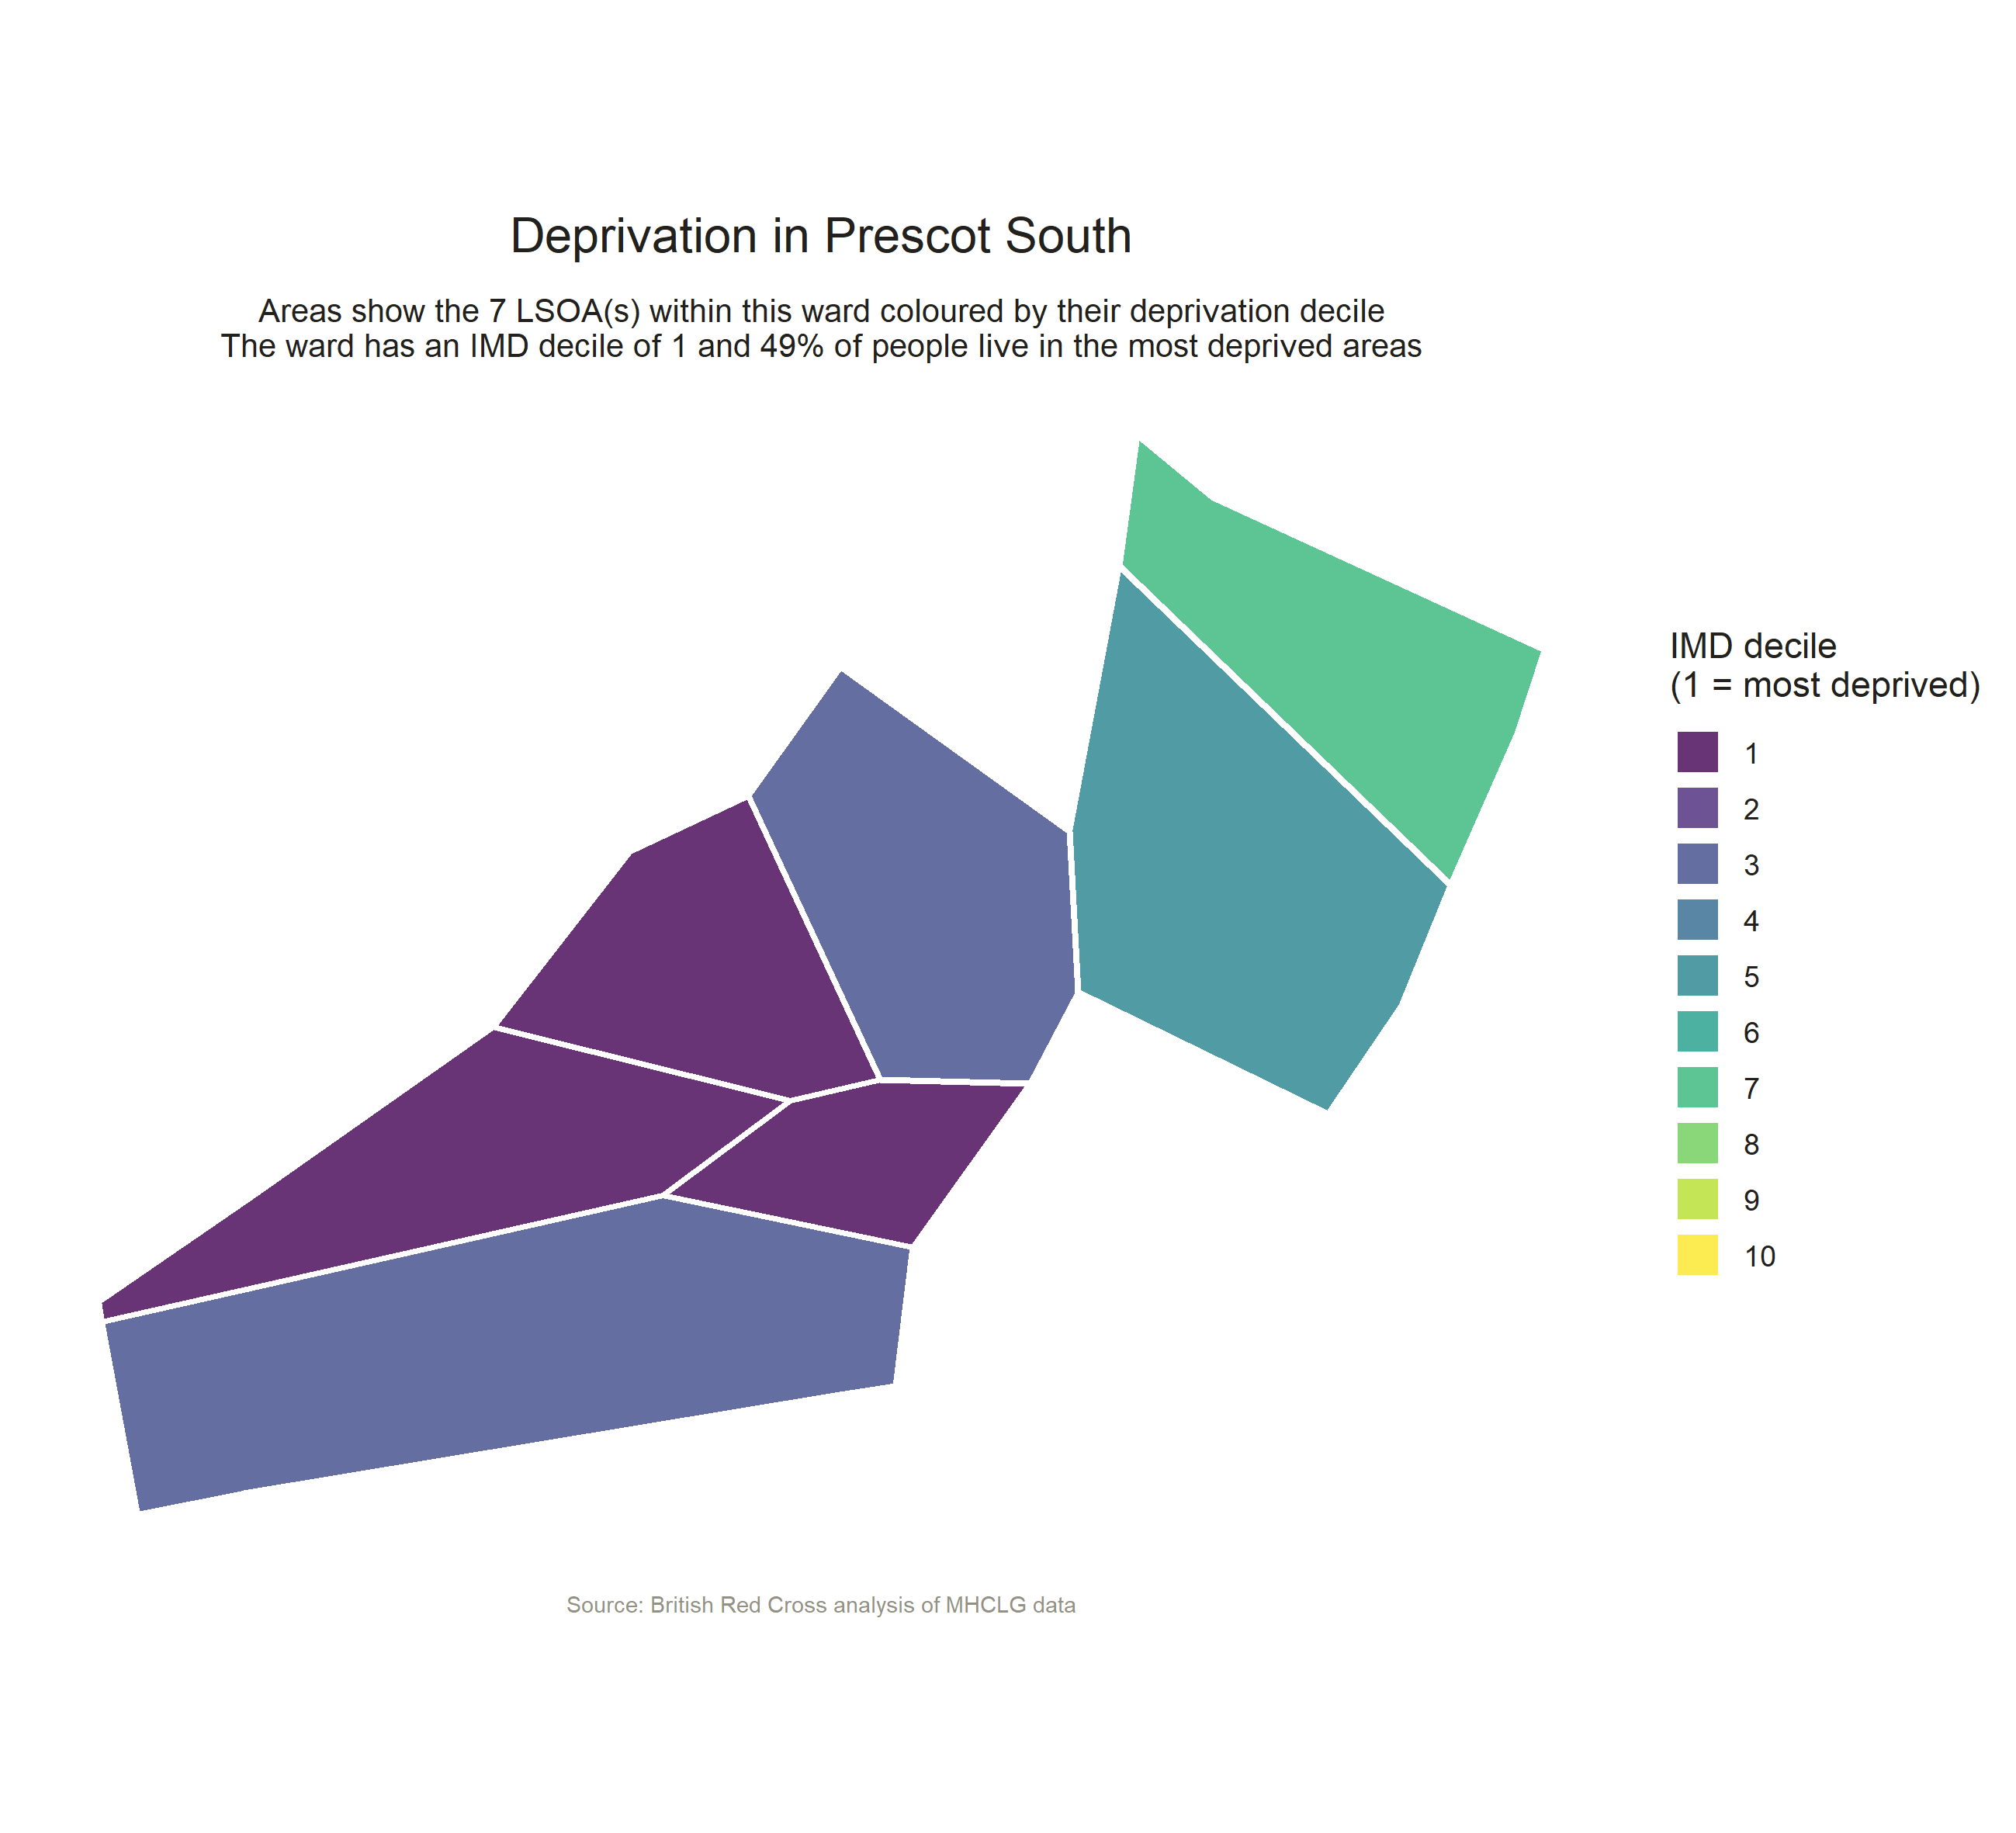 Deprivation in Prescot South
Areas show the 7 LSOA(s) within this ward coloured by their deprivation decile
The ward has an IMD decile of 1 and 49% of people live in the most deprived areas
IMD decile
(1 = most deprived)
1
2
3
4
5
6
7
8
9
10
Source: British Red Cross analysis of MHCLG data